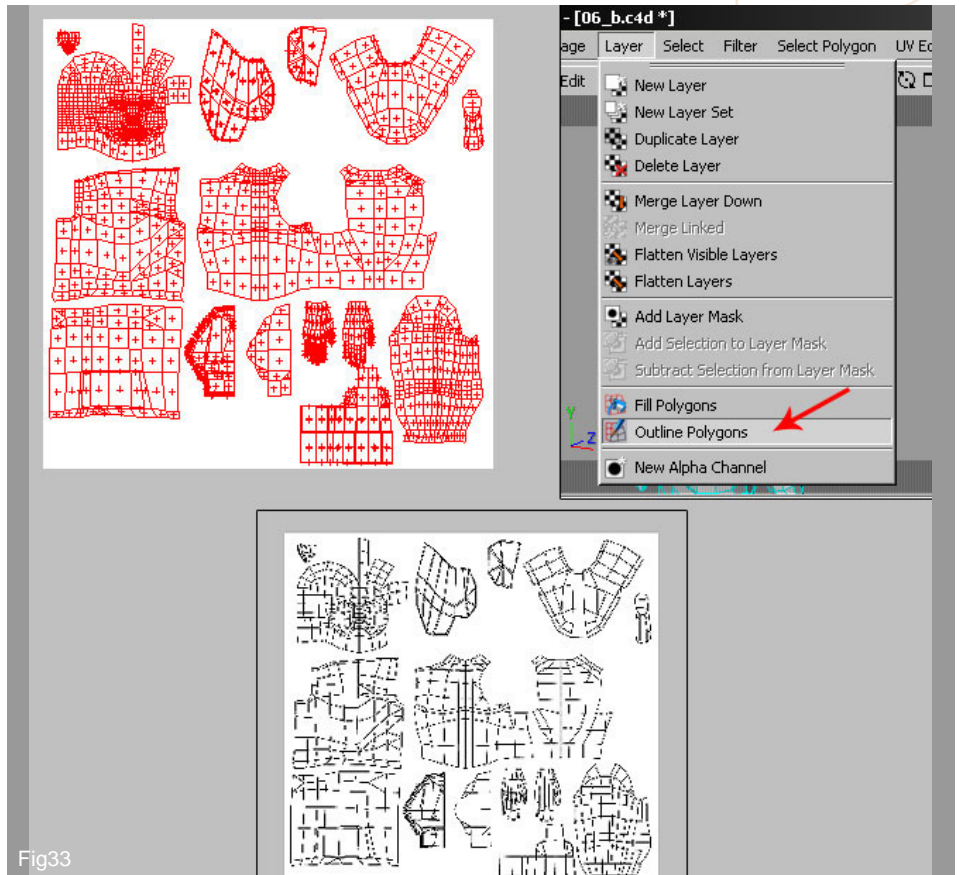 - [06_b.c4d *]
age Layer Select Filter Select Polygon UV Ed
Edit
New Layer
New Layer Set
Duplicate Layer
Delete Layer
Merge Layer Down
Merge Linked
Flatten Visible Layers
Flatten Layers
Add Layer Mask
Add Selection to Layer Mask
Subtract Selection from Layer Mask
Fill Polygons
Outline Polygons
New Alpha Channel
Y
Z
Fig33